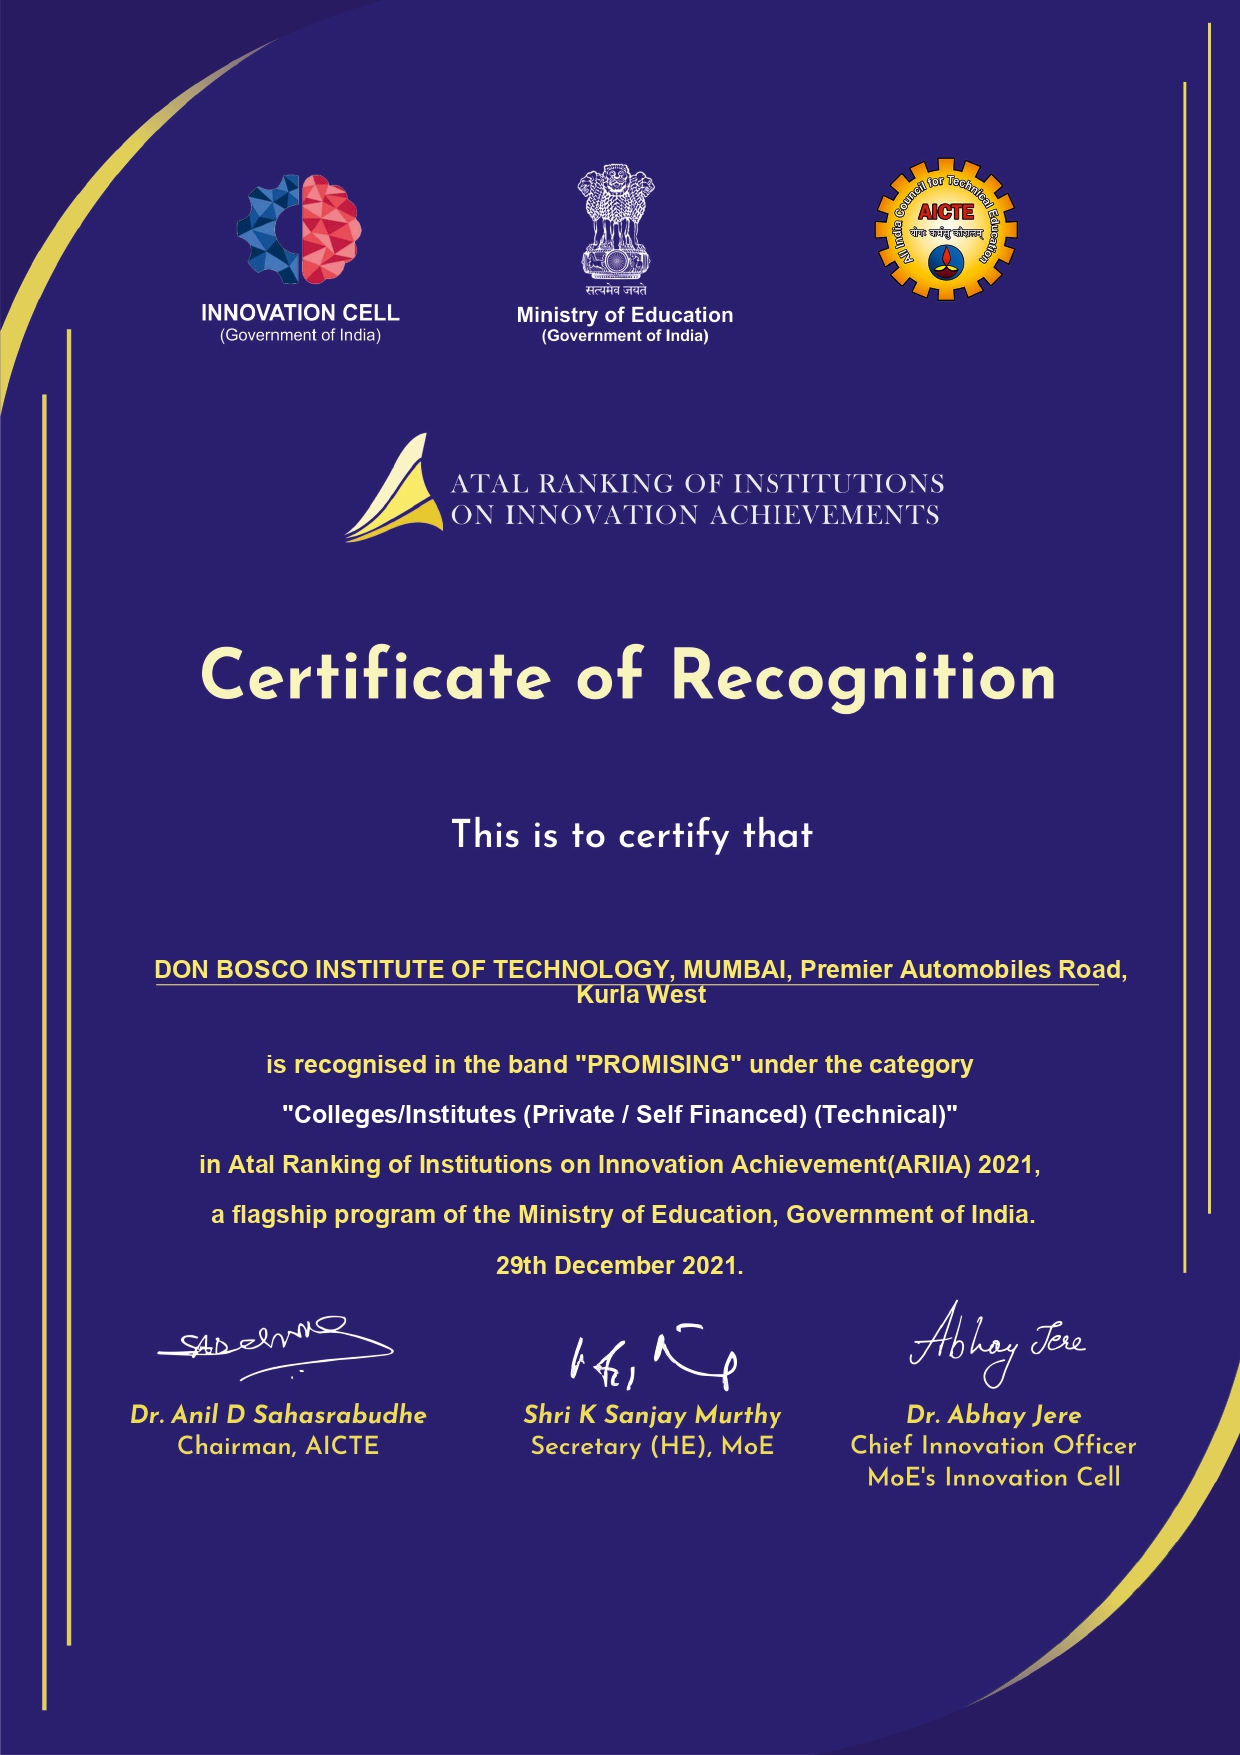 INNOVATION CELL
(Government of India)
सत्यमेव जयते
Ministry of Education
(Government of India)
All India Council for Technical Education
AICTE
योगः कर्मसु कौशलम्
ATAL RANKING OF INSTITUTIONS
ON INNOVATION ACHIEVEMENTS
Certificate of Recognition
This is to certify that
DON BOSCO INSTITUTE OF TECHNOLOGY, MUMBAI, Premier Automobiles Road,
Kurla West
is recognised in the band "PROMISING" under the category
"Colleges/Institutes (Private / Self Financed) (Technical)"
in Atal Ranking of Institutions on Innovation Achievement(ARIIA) 2021,
a flagship program of the Ministry of Education, Government of India.
29th December 2021.
Abhay Jere
Dr. Anil D Sahasrabudhe
Chairman, AICTE
Shri K Sanjay Murthy
Secretary (HE), MoE
Dr. Abhay Jere
Chief Innovation Officer
MoE's Innovation Cell